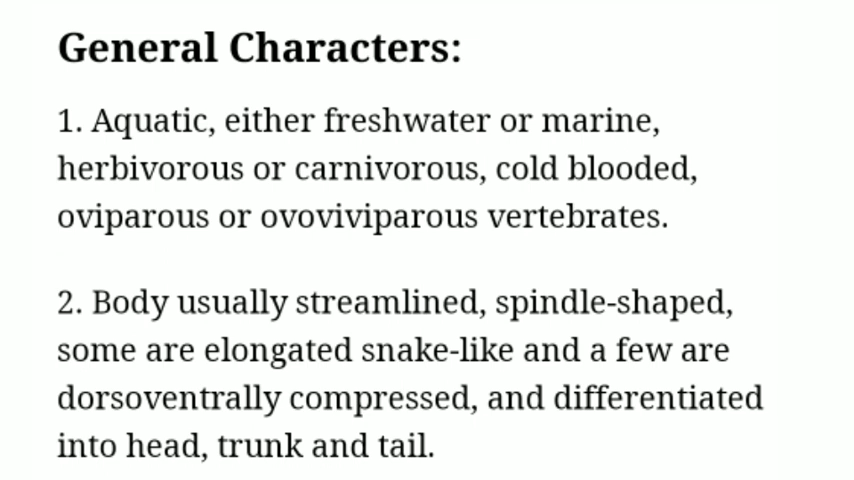 General Characters:
1. Aquatic, either freshwater or marine,
herbivorous or carnivorous, cold blooded,
oviparous or ovoviviparous vertebrates.
2. Body usually streamlined, spindle-shaped,
some are elongated snake-like and a few are
dorsoventrally compressed, and differentiated
into head, trunk and tail.